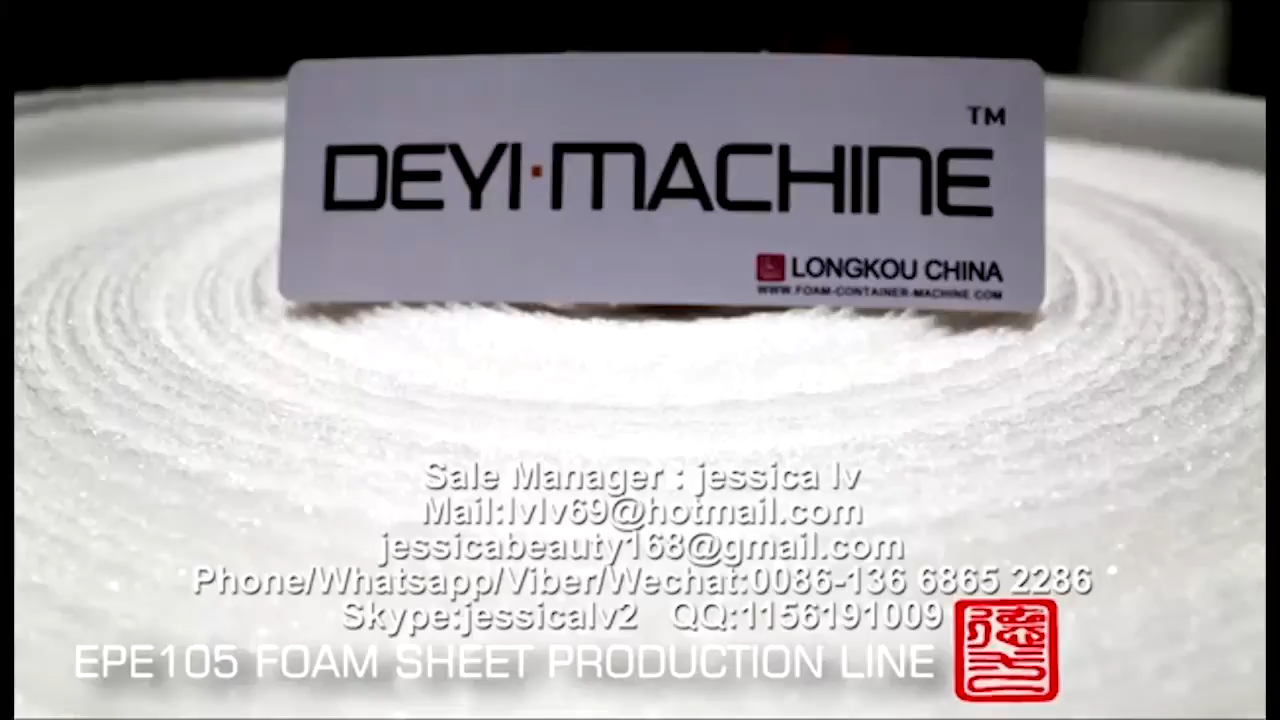 TM
DEYI·MACHINE
LONGKOU CHINA
WWW.FOAM-CONTAINER-MACHINE.COM
Sale Manager : jessica lv
Mail:lvlv69@hotmail.com
jessicabeauty168@gmail.com
Phone/Whatsapp/Viber/Wechat:0086-136 6865 2286
Skype:jessicalv2 QQ:1156191009
EPE105 FOAM SHEET PRODUCTION LINE